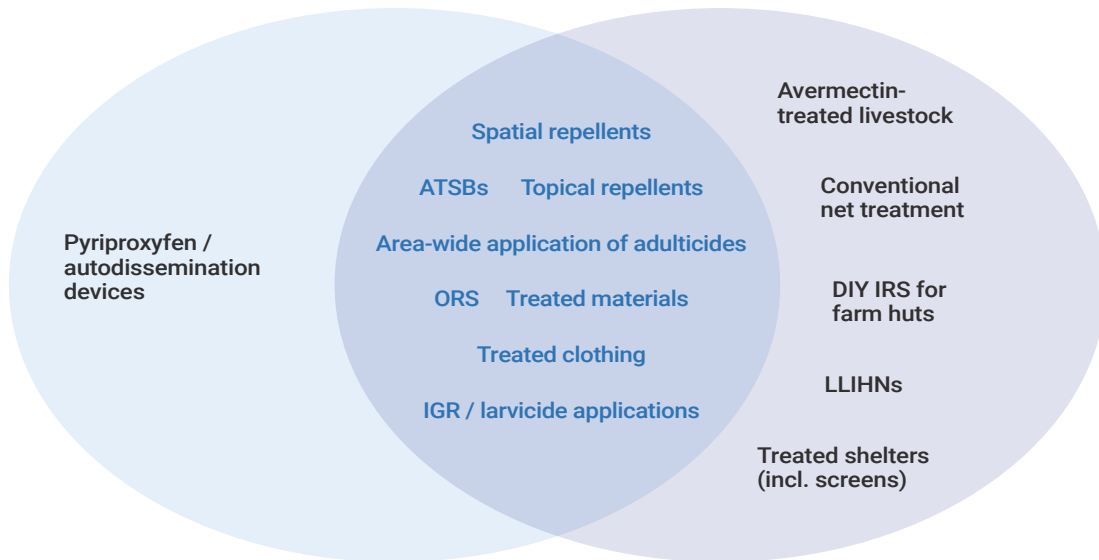 Pyriproxyfen /
autodissemination
devices
Spatial repellents
ATSBs Topical repellents
Area-wide application of adulticides
ORS Treated materials
Treated clothing
IGR / larvicide applications
Avermectin-
treated livestock
Conventional
net treatment
DIY IRS for
farm huts
LLIHNs
Treated shelters
(incl. screens)